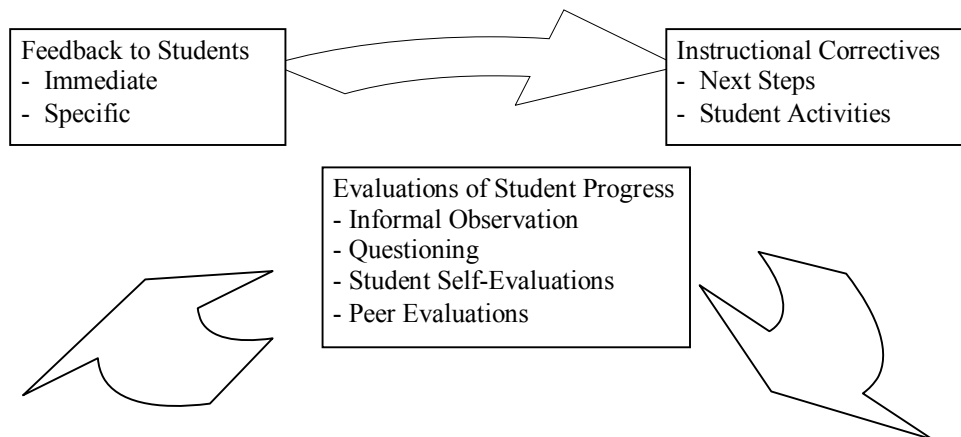 Feedback to Students
- Immediate
- Specific
Instructional Correctives
- Next Steps
- Student Activities
Evaluations of Student Progress
- Informal Observation
- Questioning
- Student Self-Evaluations
- Peer Evaluations